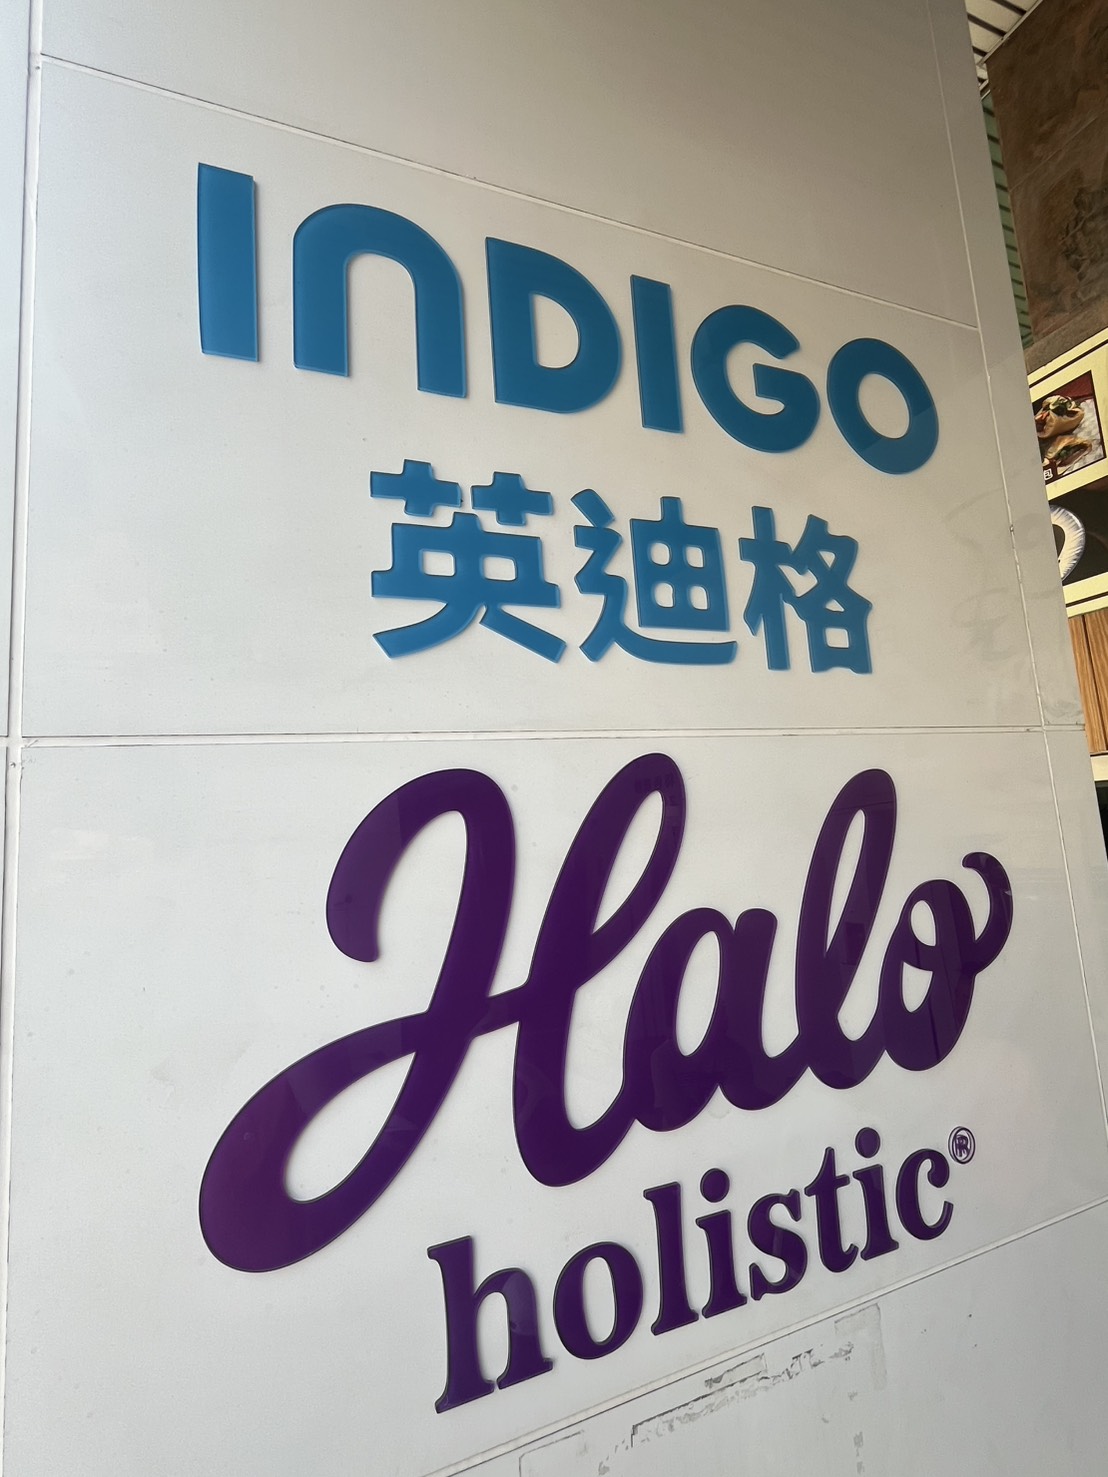 INDIGO
英迪格
Halo
holistic®